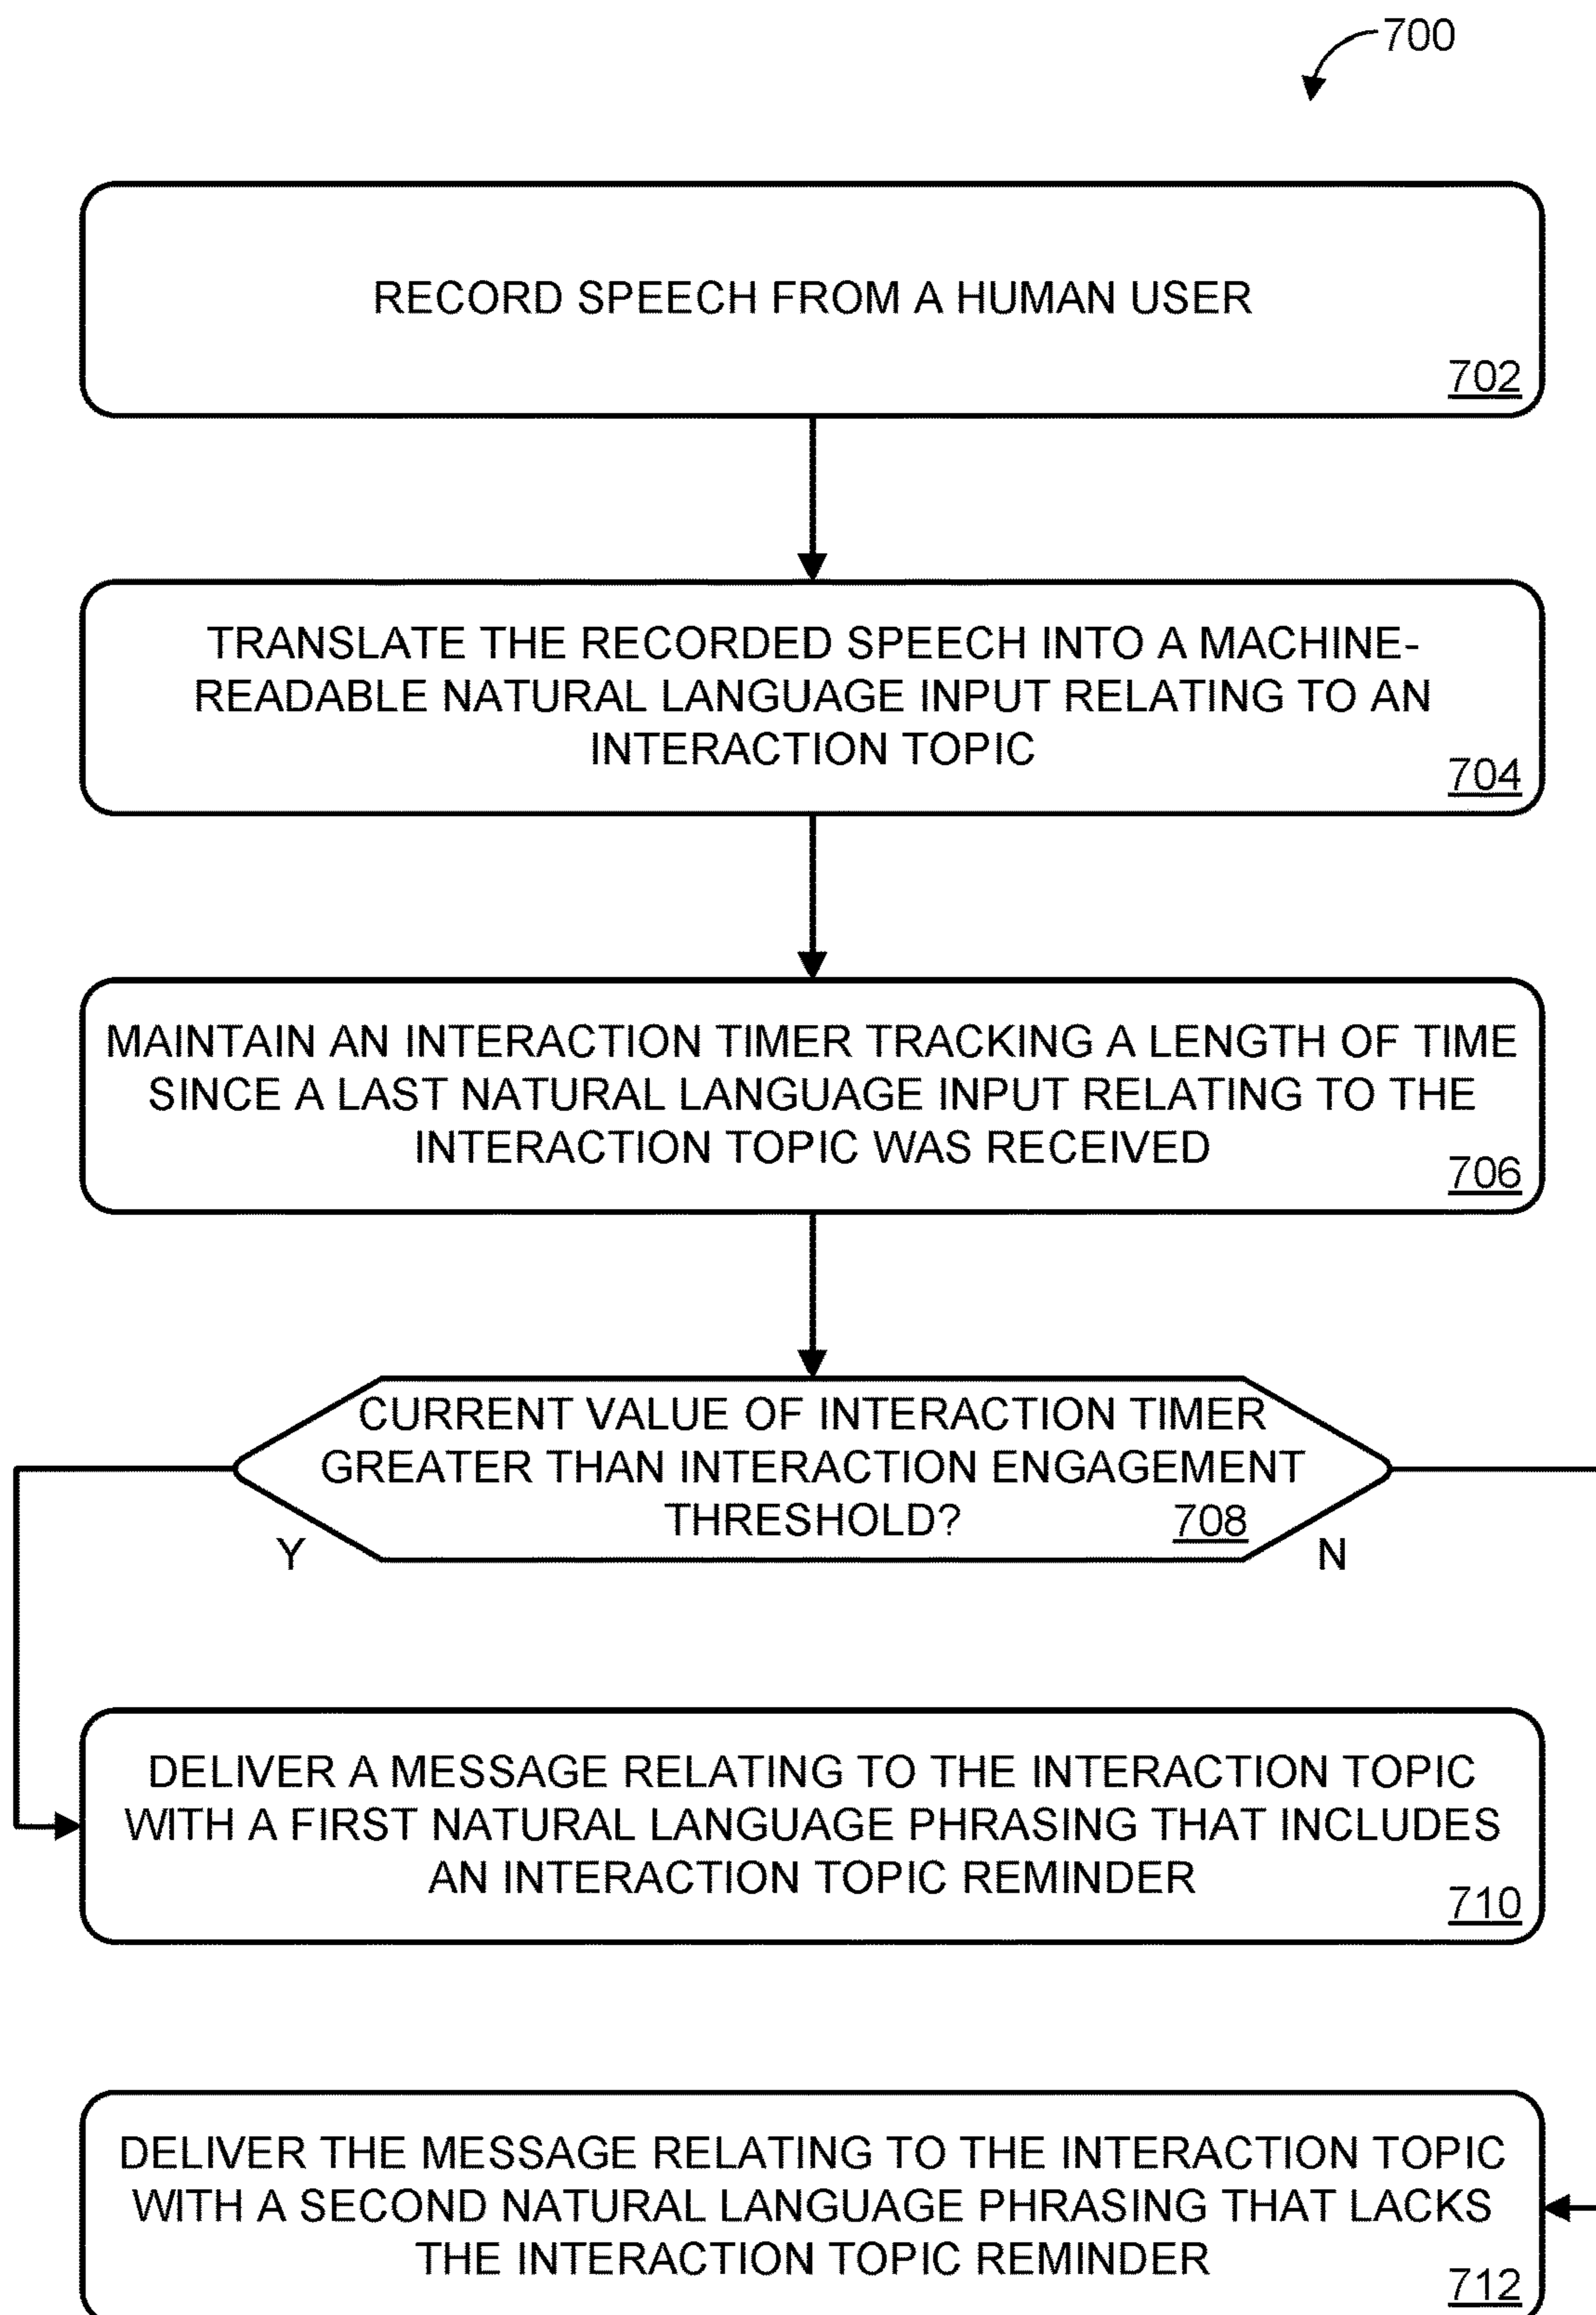 700
RECORD SPEECH FROM A HUMAN USER
702
TRANSLATE THE RECORDED SPEECH INTO A MACHINE-
READABLE NATURAL LANGUAGE INPUT RELATING TO AN
INTERACTION TOPIC
704
MAINTAIN AN INTERACTION TIMER TRACKING A LENGTH OF TIME
SINCE A LAST NATURAL LANGUAGE INPUT RELATING TO THE
INTERACTION TOPIC WAS RECEIVED
706
CURRENT VALUE OF INTERACTION TIMER
GREATER THAN INTERACTION ENGAGEMENT
THRESHOLD? 708
Y N
DELIVER A MESSAGE RELATING TO THE INTERACTION TOPIC
WITH A FIRST NATURAL LANGUAGE PHRASING THAT INCLUDES
AN INTERACTION TOPIC REMINDER
710
DELIVER THE MESSAGE RELATING TO THE INTERACTION TOPIC
WITH A SECOND NATURAL LANGUAGE PHRASING THAT LACKS
THE INTERACTION TOPIC REMINDER
712